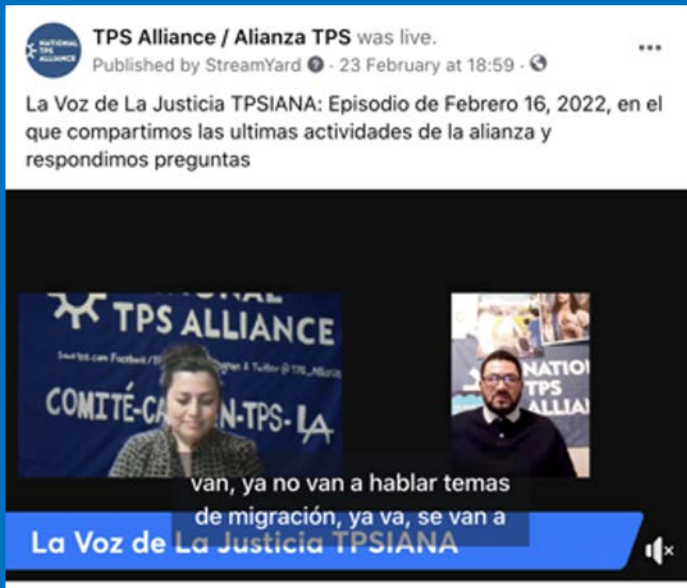 NATIONAL
TPS
ALLIANCE
TPS Alliance / Alianza TPS was live.
Published by StreamYard · 23 February at 18:59 ·
La Voz de La Justicia TPSIANA: Episodio de Febrero 16, 2022, en el
que compartimos las ultimas actividades de la alianza y
respondimos preguntas
TPS ALLIANCE
COMITÉ-CA N-TPS-LA
NATIO
TPS
ALLIA
van, ya no van a hablar temas
de migración, ya va, se van a
La Voz de La Justicia TPSIANA